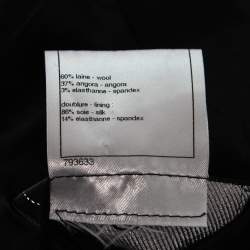 60% laine - wool
37% angora - angora
3% elasthanne - spandex
doublure - lining :
86% soie - silk
14% elasthanne - spandex
793633